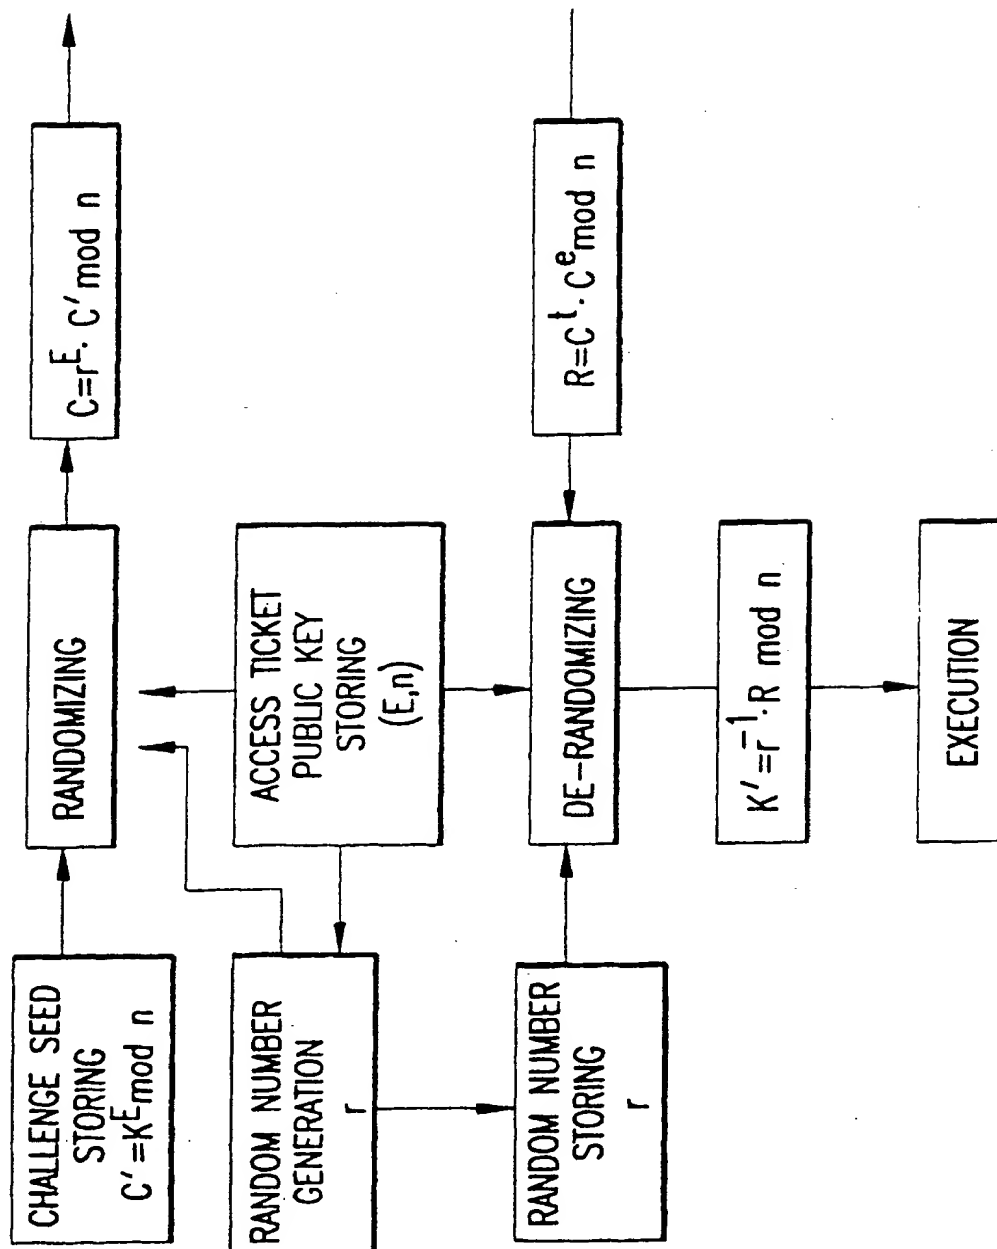 CHALLENGE SEED
STORING
C′=K^E mod n
RANDOMIZING
C=r^E·C′mod n
RANDOM NUMBER
GENERATION
r
ACCESS TICKET
PUBLIC KEY
STORING
(E,n)
RANDOM NUMBER
STORING
r
DE-RANDOMIZING
R=C^t·C^e mod n
K′=r^-1·R mod n
EXECUTION